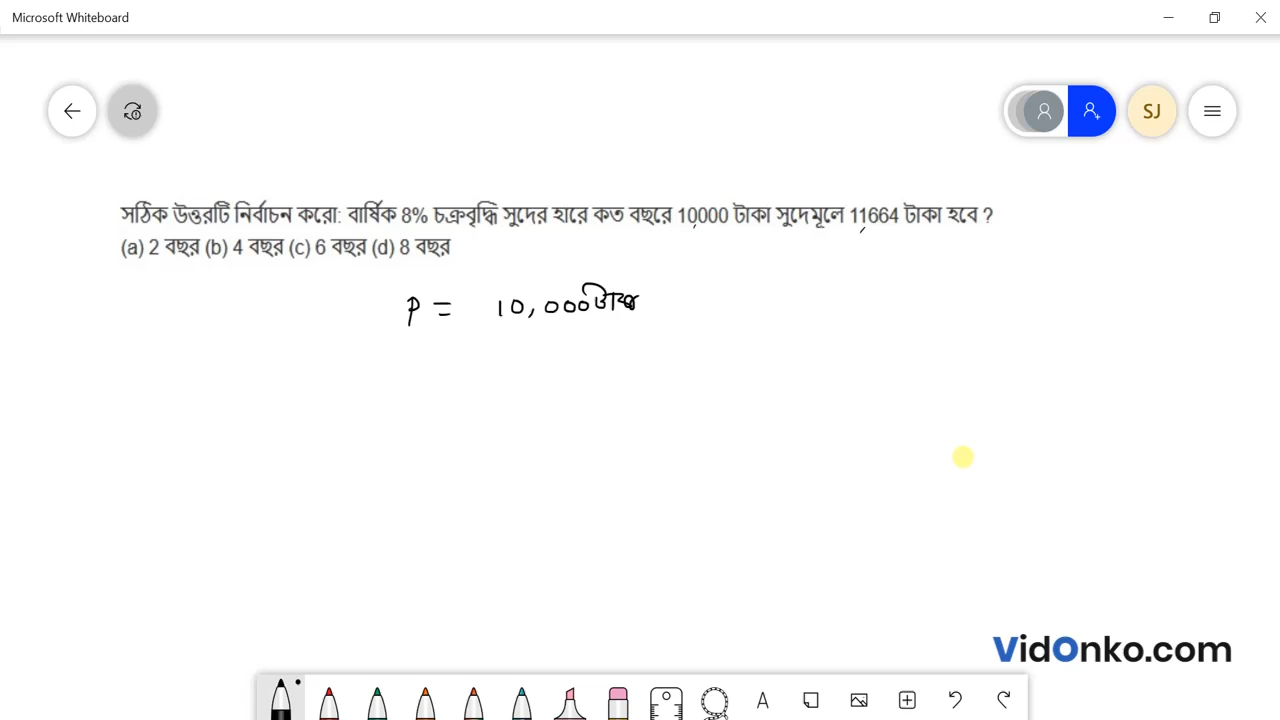 Microsoft Whiteboard
SJ
সঠিক উত্তরটি নির্বাচন করো: বার্ষিক 8% চক্রবৃদ্ধি সুদের হারে কত বছরে 10000 টাকা সুদেমূলে 11664 টাকা হবে ?
(a) 2 বছর (b) 4 বছর (c) 6 বছর (d) 8 বছর
P = 10,000 টাকা
VidOnko.com
A